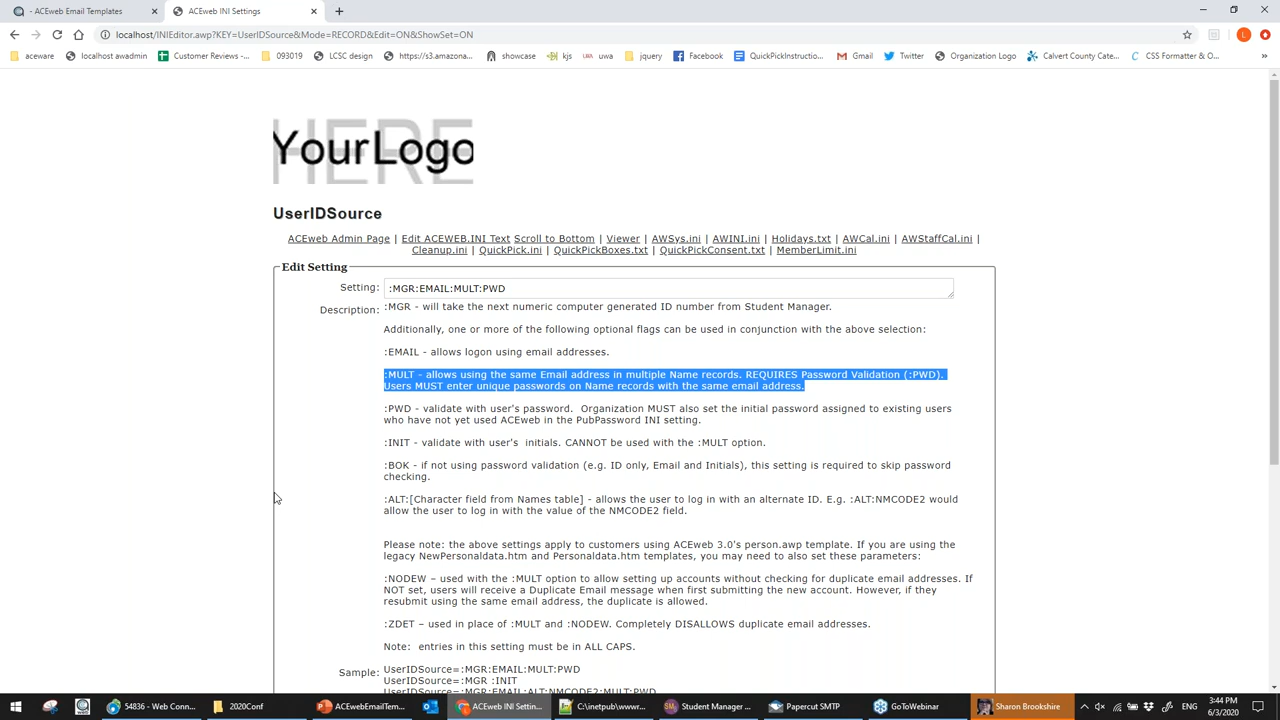 - ACEweb Email Templates
ACEweb INI Settings
localhost/INIEditor.awp?KEY=UserIDSource&Mode=RECORD&Edit=ON&ShowSet=ON
aceware localhost awadmin Customer Reviews -... 093019 LCSC design https://s3.amazona... showcase kjs uwa jquery Facebook QuickPickInstructio... Gmail Twitter Organization Logo Calvert County Cate... CSS Formatter & O... »
HERE
YourLogo
UserIDSource
ACEweb Admin Page | Edit ACEWEB.INI Text Scroll to Bottom | Viewer | AWSys.ini | AWINI.ini | Holidays.txt | AWCal.ini | AWStaffCal.ini |
Cleanup.ini | QuickPick.ini | QuickPickBoxes.txt | QuickPickConsent.txt | MemberLimit.ini
Edit Setting
Setting: :MGR:EMAIL:MULT:PWD
Description: :MGR - will take the next numeric computer generated ID number from Student Manager.
Additionally, one or more of the following optional flags can be used in conjunction with the above selection:
:EMAIL - allows logon using email addresses.
:MULT - allows using the same Email address in multiple Name records. REQUIRES Password Validation (:PWD).
Users MUST enter unique passwords on Name records with the same email address.
:PWD - validate with user's password. Organization MUST also set the initial password assigned to existing users
who have not yet used ACEweb in the PubPassword INI setting.
:INIT - validate with user's initials. CANNOT be used with the :MULT option.
:BOK - if not using password validation (e.g. ID only, Email and Initials), this setting is required to skip password
checking.
:ALT:[Character field from Names table] - allows the user to log in with an alternate ID. E.g. :ALT:NMCODE2 would
allow the user to log in with the value of the NMCODE2 field.
Please note: the above settings apply to customers using ACEweb 3.0's person.awp template. If you are using the
legacy NewPersonaldata.htm and Personaldata.htm templates, you may need to also set these parameters:
:NODEW – used with the :MULT option to allow setting up accounts without checking for duplicate email addresses. If
NOT set, users will receive a Duplicate Email message when first submitting the new account. However, if they
resubmit using the same email address, the duplicate is allowed.
:ZDET – used in place of :MULT and :NODEW. Completely DISALLOWS duplicate email addresses.
Note: entries in this setting must be in ALL CAPS.
Sample: UserIDSource=:MGR:EMAIL:MULT:PWD
UserIDSource=:MGR :INIT
UserIDSource=:MGR:EMAIL:ALT:NMCODE2:MULT:PWD
54836 - Web Conn... 2020Conf ACEwebEmailTem... ACEweb INI Settin... C:\inetpub\wwwr... Student Manager ... Papercut SMTP GoToWebinar Sharon Brookshire ENG 3:44 PM
6/3/2020